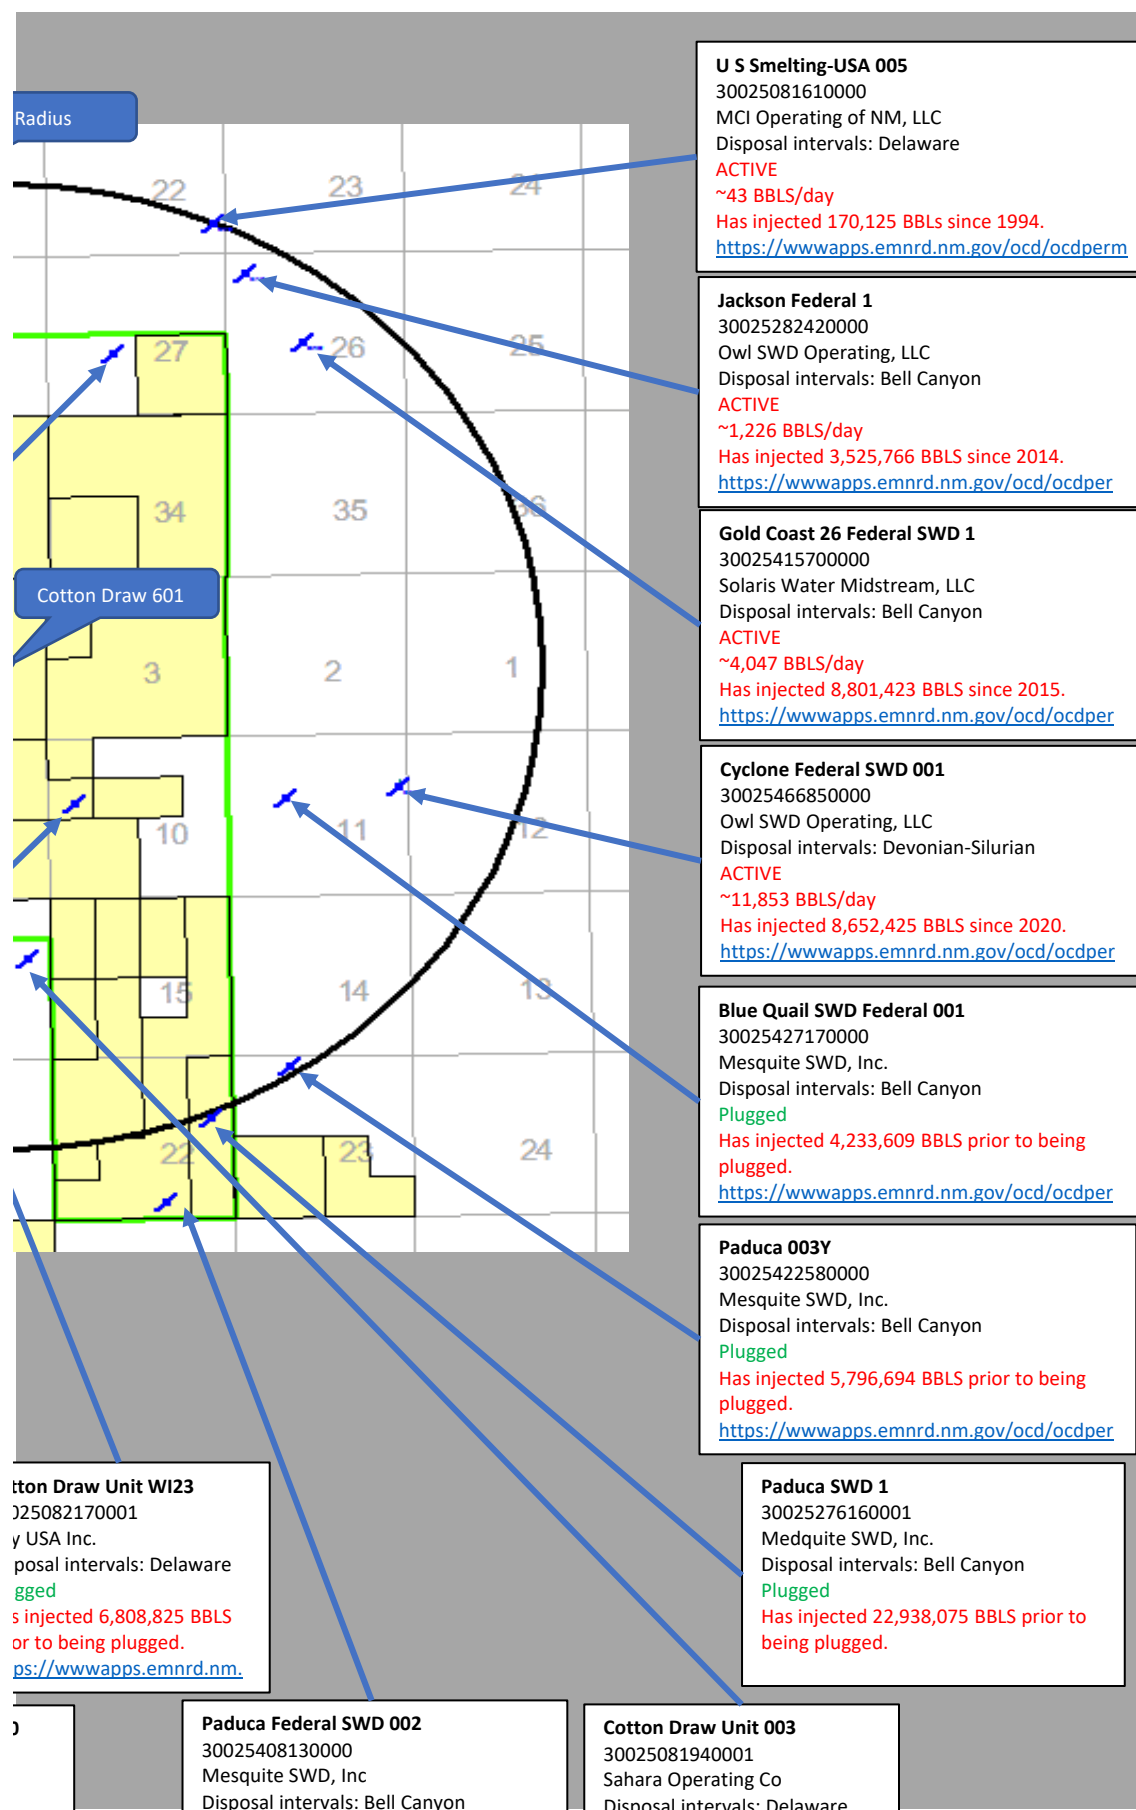 Radius
22
23
24
27
26
25
34
35
36
Cotton Draw 601
3
2
1
10
11
12
15
14
13
22
23
24
U S Smelting-USA 005
30025081610000
MCI Operating of NM, LLC
Disposal intervals: Delaware
ACTIVE
~43 BBLS/day
Has injected 170,125 BBLs since 1994.
https://wwwapps.emnrd.nm.gov/ocd/ocdperm
Jackson Federal 1
30025282420000
Owl SWD Operating, LLC
Disposal intervals: Bell Canyon
ACTIVE
~1,226 BBLS/day
Has injected 3,525,766 BBLS since 2014.
https://wwwapps.emnrd.nm.gov/ocd/ocdper
Gold Coast 26 Federal SWD 1
30025415700000
Solaris Water Midstream, LLC
Disposal intervals: Bell Canyon
ACTIVE
~4,047 BBLS/day
Has injected 8,801,423 BBLS since 2015.
https://wwwapps.emnrd.nm.gov/ocd/ocdper
Cyclone Federal SWD 001
30025466850000
Owl SWD Operating, LLC
Disposal intervals: Devonian-Silurian
ACTIVE
~11,853 BBLS/day
Has injected 8,652,425 BBLS since 2020.
https://wwwapps.emnrd.nm.gov/ocd/ocdper
Blue Quail SWD Federal 001
30025427170000
Mesquite SWD, Inc.
Disposal intervals: Bell Canyon
Plugged
Has injected 4,233,609 BBLS prior to being
plugged.
https://wwwapps.emnrd.nm.gov/ocd/ocdper
Paduca 003Y
30025422580000
Mesquite SWD, Inc.
Disposal intervals: Bell Canyon
Plugged
Has injected 5,796,694 BBLS prior to being
plugged.
https://wwwapps.emnrd.nm.gov/ocd/ocdper
tton Draw Unit WI23
025082170001
y USA Inc.
posal intervals: Delaware
gged
s injected 6,808,825 BBLS
or to being plugged.
ps://wwwapps.emnrd.nm.
Paduca SWD 1
30025276160001
Medquite SWD, Inc.
Disposal intervals: Bell Canyon
Plugged
Has injected 22,938,075 BBLS prior to
being plugged.
Paduca Federal SWD 002
30025408130000
Mesquite SWD, Inc
Disposal intervals: Bell Canyon
Cotton Draw Unit 003
30025081940001
Sahara Operating Co
Disposal intervals: Delaware